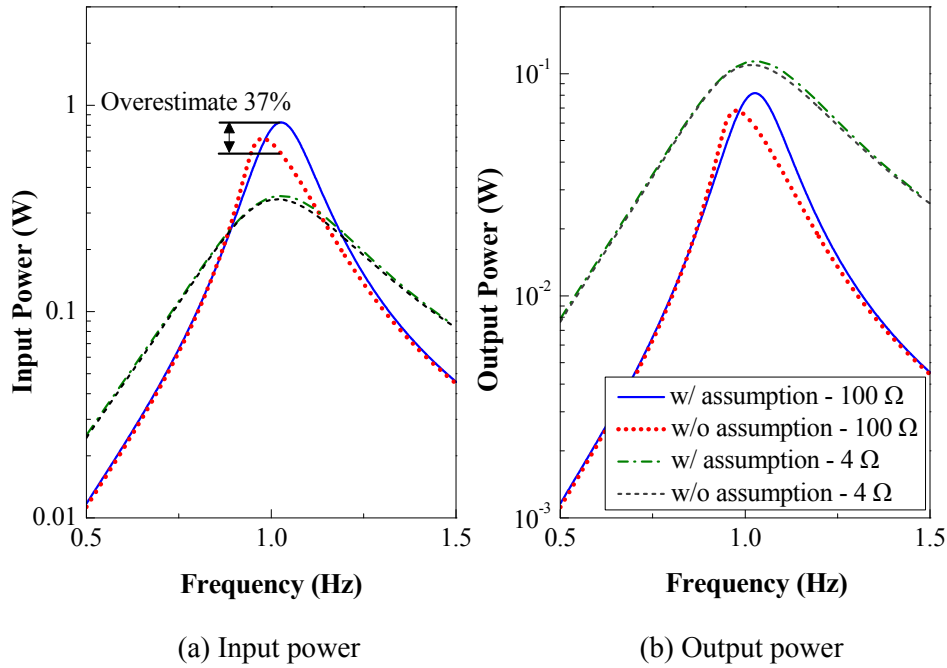 Overestimate 37%
Input Power (W)
1
0.1
0.01
0.5
1.0
1.5
Frequency (Hz)
(a) Input power
Output Power (W)
10⁻¹
10⁻²
10⁻³
w/ assumption - 100 Ω
w/o assumption - 100 Ω
w/ assumption - 4 Ω
w/o assumption - 4 Ω
0.5
1.0
1.5
Frequency (Hz)
(b) Output power